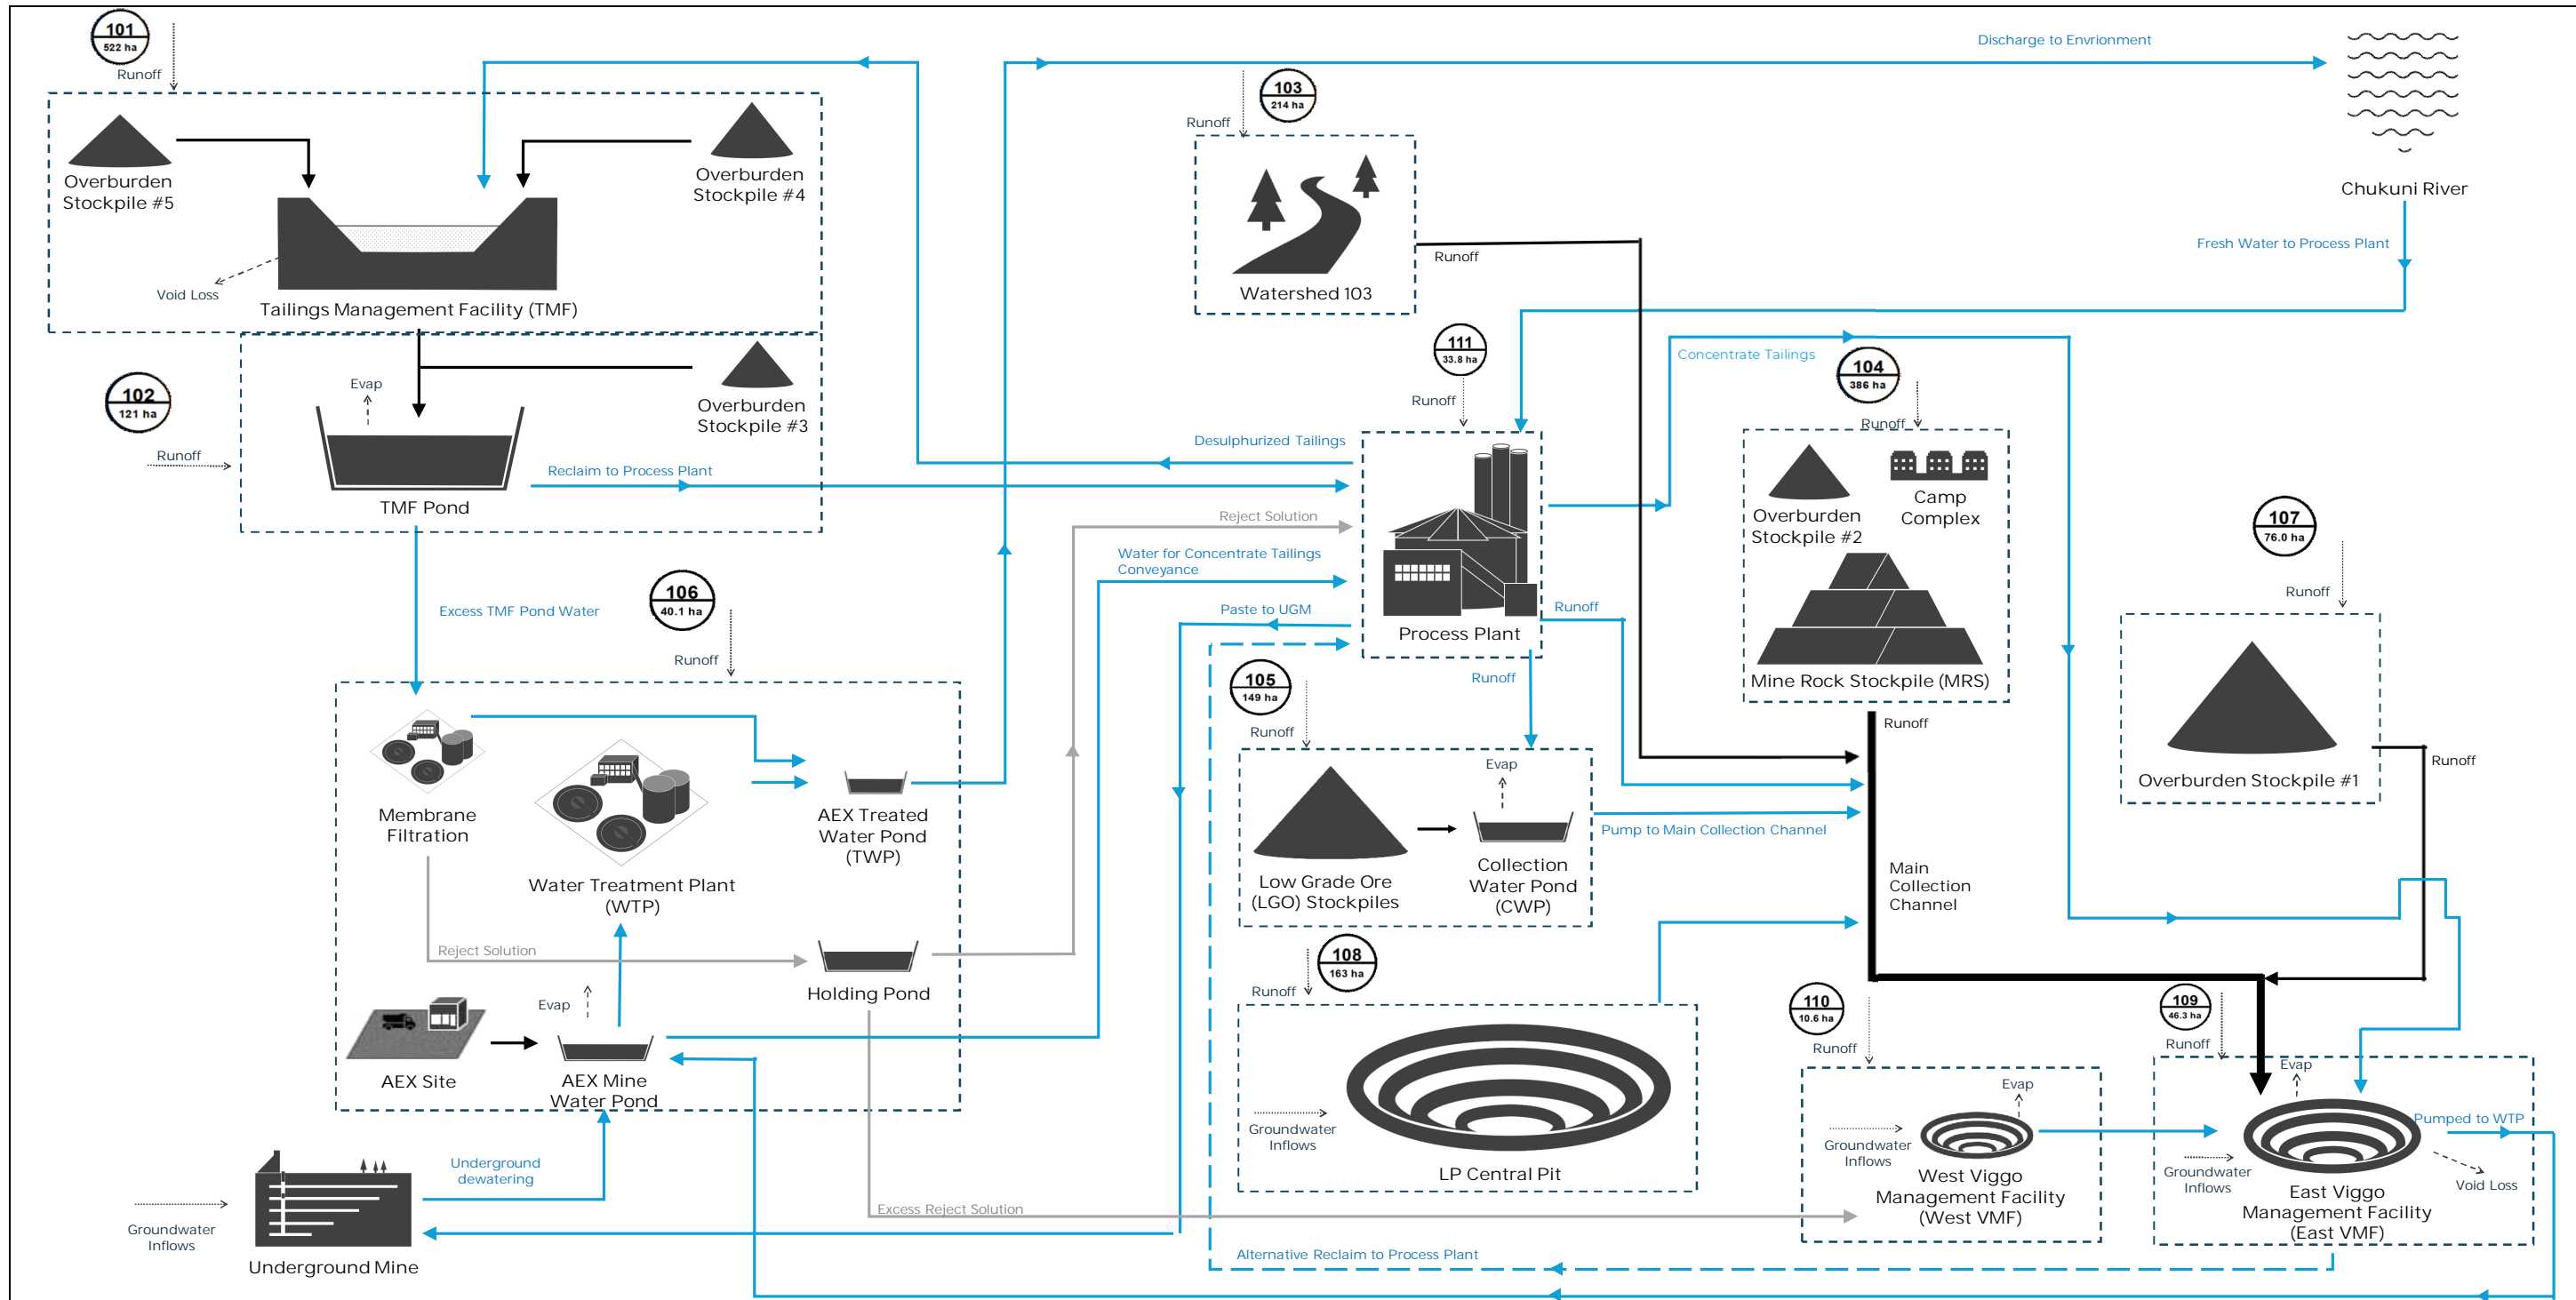 101
522 ha
Runoff
Overburden
Stockpile #5
Overburden
Stockpile #4
Void Loss
Tailings Management Facility (TMF)
102
121 ha
Runoff
Evap
Overburden
Stockpile #3
TMF Pond
Reclaim to Process Plant
Excess TMF Pond Water
103
214 ha
Runoff
Watershed 103
Runoff
Discharge to Envrionment
Chukuni River
Fresh Water to Process Plant
111
33.8 ha
Runoff
Desulphurized Tailings
Reject Solution
Water for Concentrate Tailings
Conveyance
Paste to UGM
Process Plant
Runoff
Runoff
Concentrate Tailings
104
386 ha
Runoff
Overburden
Stockpile #2
Camp
Complex
Mine Rock Stockpile (MRS)
Runoff
107
76.0 ha
Runoff
Overburden Stockpile #1
Runoff
106
40.1 ha
Runoff
Membrane
Filtration
Water Treatment Plant
(WTP)
AEX Treated
Water Pond
(TWP)
Reject Solution
Holding Pond
Evap
AEX Site
AEX Mine
Water Pond
105
149 ha
Runoff
Evap
Low Grade Ore
(LGO) Stockpiles
Collection
Water Pond
(CWP)
Pump to Main Collection Channel
Main
Collection
Channel
108
163 ha
Runoff
Groundwater
Inflows
LP Central Pit
110
10.6 ha
Runoff
Evap
Groundwater
Inflows
West Viggo
Management Facility
(West VMF)
109
46.3 ha
Runoff
Evap
Pumped to WTP
Groundwater
Inflows
Void Loss
East Viggo
Management Facility
(East VMF)
Underground
dewatering
Groundwater
Inflows
Underground Mine
Excess Reject Solution
Alternative Reclaim to Process Plant